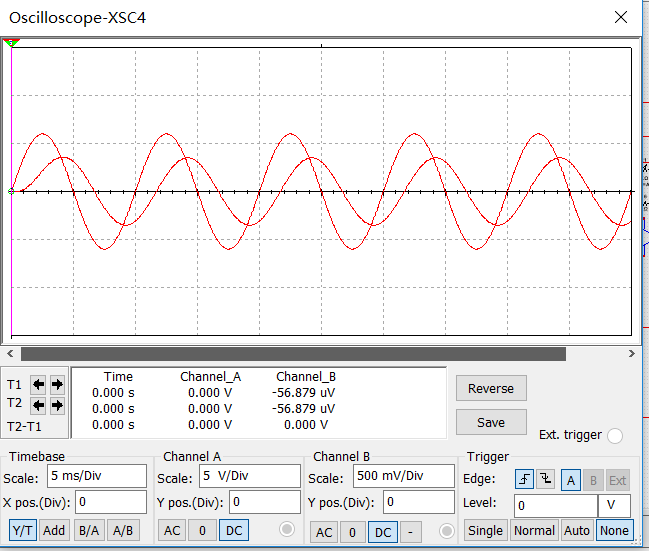 Oscilloscope-XSC4
Time Channel_A Channel_B
T1 0.000 s 0.000 V -56.879 uV
T2 0.000 s 0.000 V -56.879 uV
T2-T1 0.000 s 0.000 V 0.000 V
Reverse
Save
Ext. trigger
Timebase
Scale: 5 ms/Div
X pos.(Div): 0
Y/T Add B/A A/B
Channel A
Scale: 5 V/Div
Y pos.(Div): 0
AC 0 DC
Channel B
Scale: 500 mV/Div
Y pos.(Div): 0
AC 0 DC -
Trigger
Edge: A B Ext
Level: 0 V
Single Normal Auto None